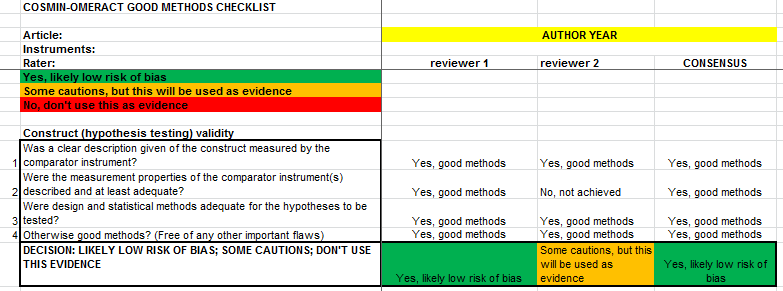 COSMIN-OMERACT GOOD METHODS CHECKLIST
Article:
AUTHOR YEAR
Instruments:
Rater:
reviewer 1
reviewer 2
CONSENSUS
Yes, likely low risk of bias
Some cautions, but this will be used as evidence
No, don't use this as evidence
Construct (hypothesis testing) validity
Was a clear description given of the construct measured by the
1 comparator instrument?
Yes, good methods
Yes, good methods
Yes, good methods
Were the measurement properties of the comparator instrument(s)
2 described and at least adequate?
Yes, good methods
No, not achieved
Yes, good methods
Were design and statistical methods adequate for the hypotheses to be
3 tested?
Yes, good methods
Yes, good methods
Yes, good methods
4 Otherwise good methods? (Free of any other important flaws)
Yes, good methods
Yes, good methods
Yes, good methods
DECISION: LIKELY LOW RISK OF BIAS; SOME CAUTIONS; DON'T USE
THIS EVIDENCE
Yes, likely low risk of bias
Some cautions, but this
will be used as
evidence
Yes, likely low risk of
bias